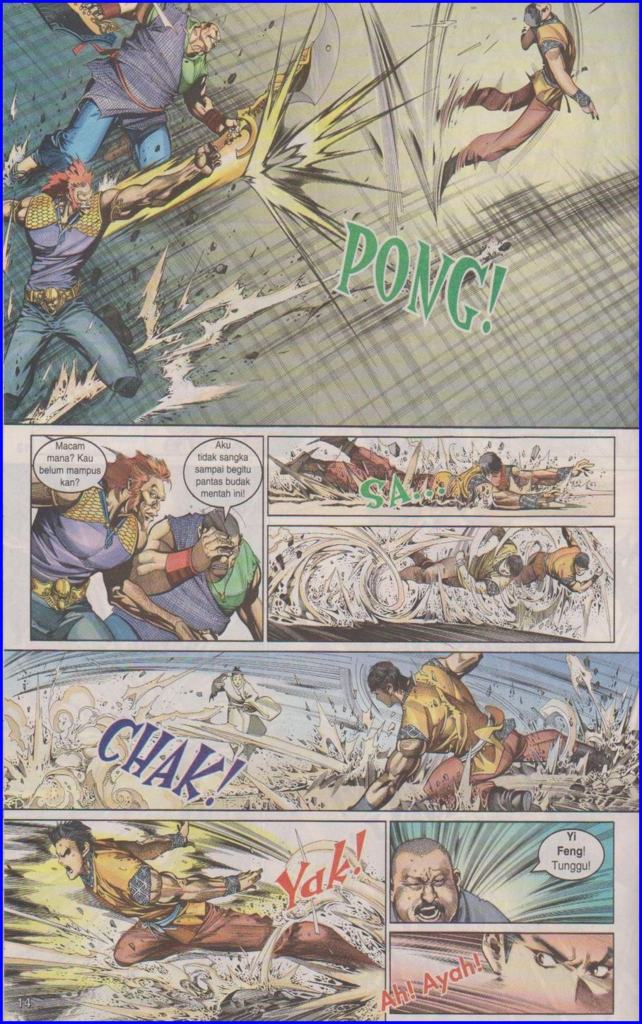 PONG!
Macam
mana? Kau
belum mampus
kan?
Aku
tidak sangka
sampai begitu
pantas budak
mentah ini!
SA...
CHAK!
Yak!
Yi
Feng!
Tunggu!
Ah! Ayah!
14